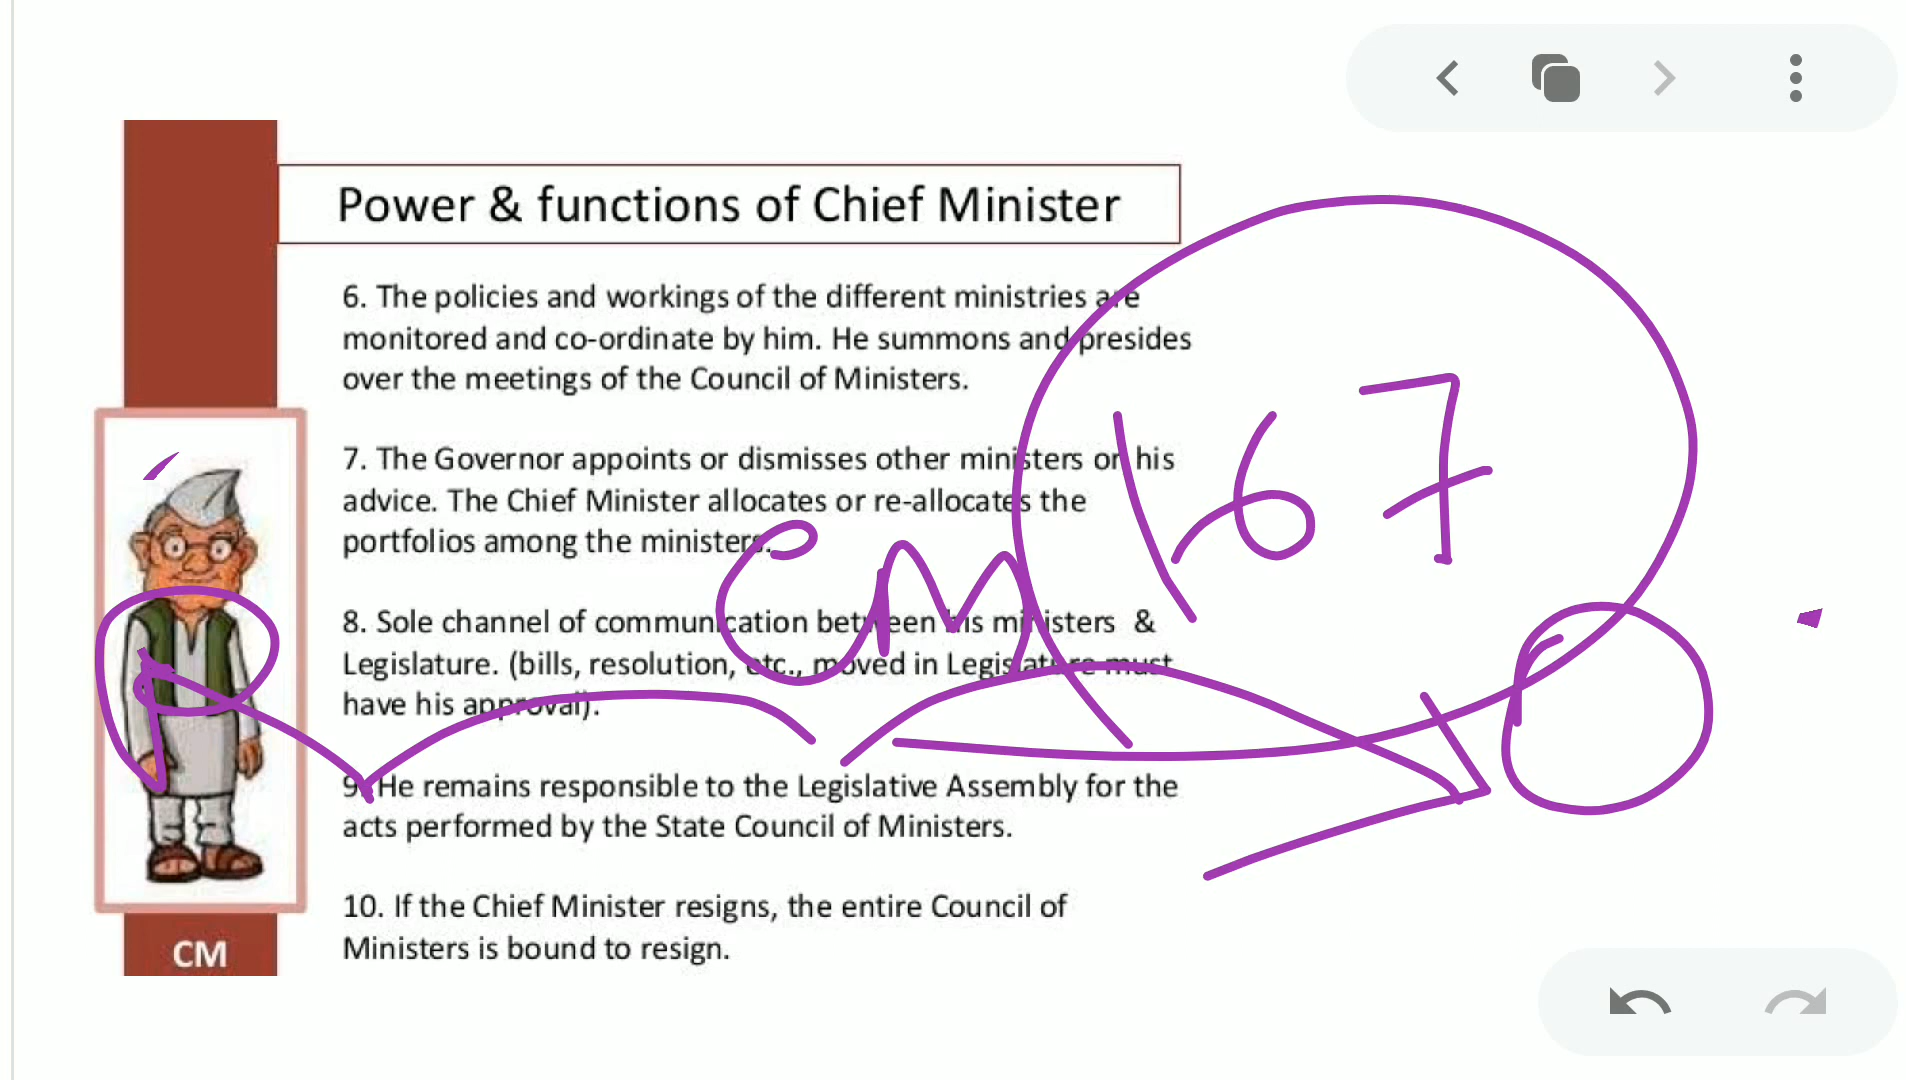 Power & functions of Chief Minister
6. The policies and workings of the different ministries are
monitored and co-ordinate by him. He summons and presides
over the meetings of the Council of Ministers.
7. The Governor appoints or dismisses other ministers on his
advice. The Chief Minister allocates or re-allocates the
portfolios among the ministers.
8. Sole channel of communication between his ministers &
Legislature. (bills, resolution, etc., moved in Legislature must
have his approval).
9. He remains responsible to the Legislative Assembly for the
acts performed by the State Council of Ministers.
10. If the Chief Minister resigns, the entire Council of
Ministers is bound to resign.
CM
CM
167